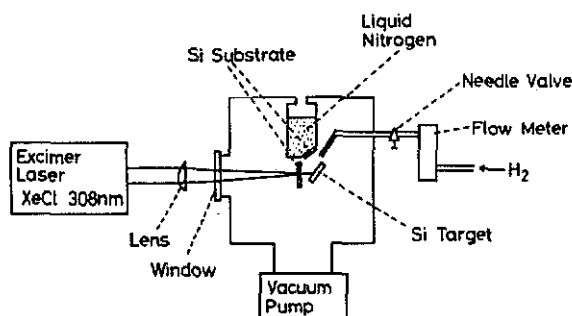 Liquid
Nitrogen
Si Substrate
Needle Valve
Flow Meter
Excimer
Laser
XeCl 308nm
H₂
Lens
Si Target
Window
Vacuum
Pump